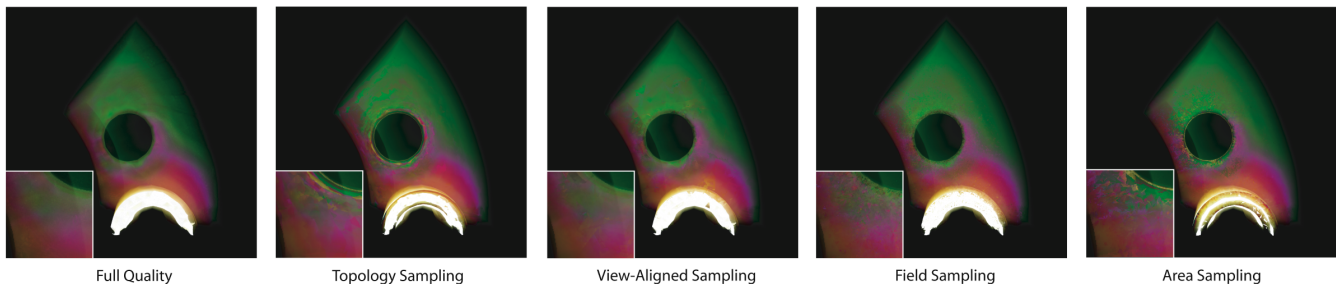 Full Quality
Topology Sampling
View-Aligned Sampling
Field Sampling
Area Sampling